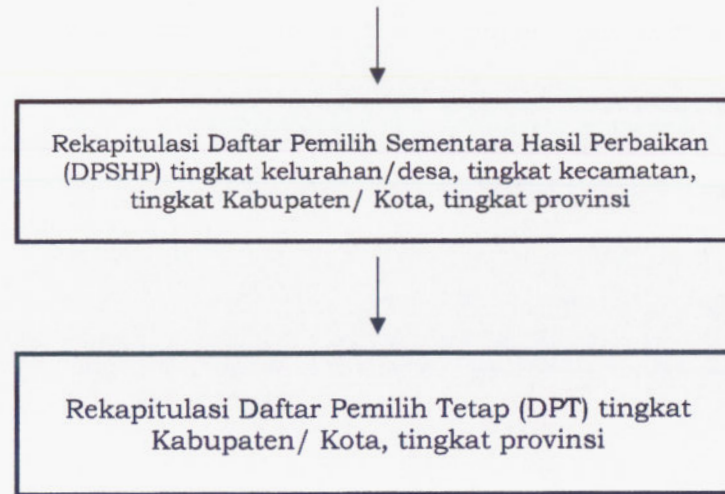 Rekapitulasi Daftar Pemilih Sementara Hasil Perbaikan
(DPSHP) tingkat kelurahan/desa, tingkat kecamatan,
tingkat Kabupaten/ Kota, tingkat provinsi
Rekapitulasi Daftar Pemilih Tetap (DPT) tingkat
Kabupaten/ Kota, tingkat provinsi